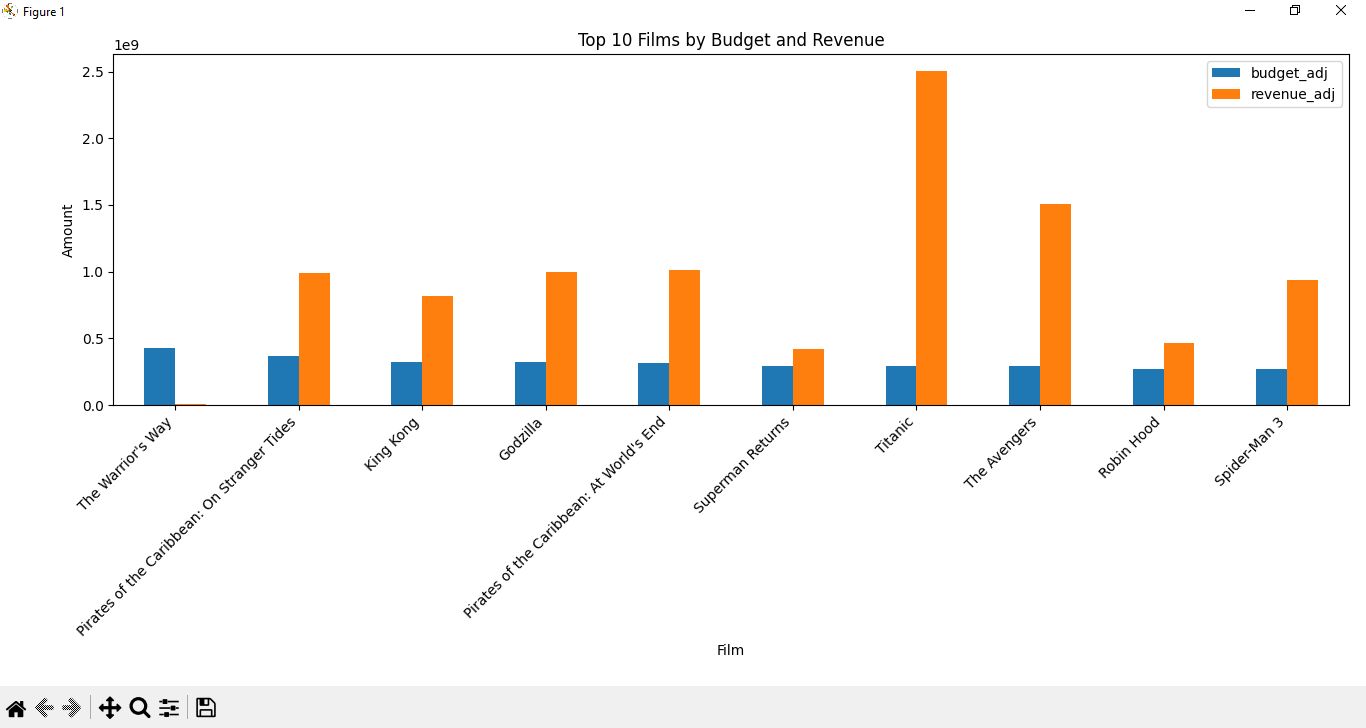 Figure 1
Top 10 Films by Budget and Revenue
1e9
budget_adj
revenue_adj
2.5
2.0
1.5
1.0
0.5
0.0
Amount
The Warrior's Way
Pirates of the Caribbean: On Stranger Tides
King Kong
Godzilla
Pirates of the Caribbean: At World's End
Superman Returns
Titanic
The Avengers
Robin Hood
Spider-Man 3
Film